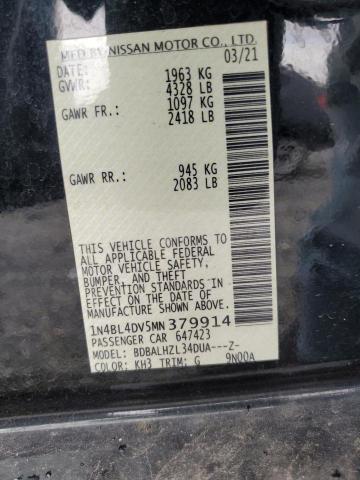 MFD BY NISSAN MOTOR CO., LTD.
DATE: 03/21
GVWR: 1963 KG
4328 LB
GAWR FR.: 1097 KG
2418 LB
GAWR RR.: 945 KG
2083 LB
THIS VEHICLE CONFORMS TO
ALL APPLICABLE FEDERAL
MOTOR VEHICLE SAFETY,
BUMPER, AND THEFT
PREVENTION STANDARDS IN
EFFECT ON THE DATE OF
MANUFACTURE SHOWN ABOVE.
1N4BL4DV5MN379914
PASSENGER CAR 647423
MODEL: BDBALHZL34DUA---Z-
COLOR: KH3 TRIM: G 9N00A